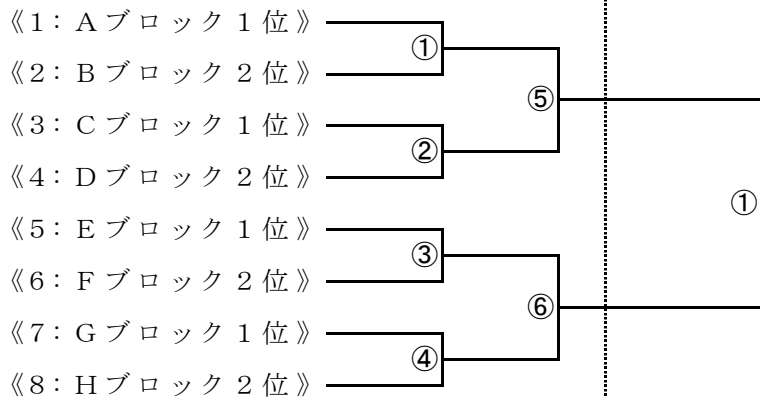 《1：Aブロック1位》
①
《2：Bブロック2位》
⑤
《3：Cブロック1位》
②
《4：Dブロック2位》
①
《5：Eブロック1位》
③
《6：Fブロック2位》
⑥
《7：Gブロック1位》
④
《8：Hブロック2位》